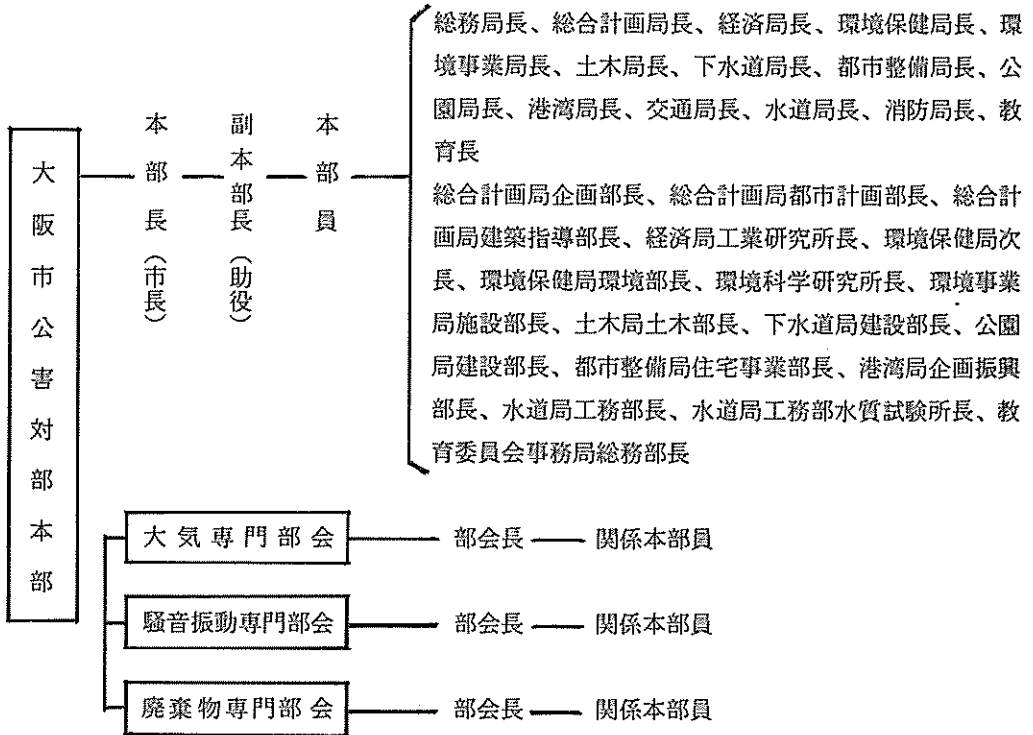 大阪市公害対部本部
本部長（市長）
副本部長（助役）
本部員
総務局長、総合計画局長、経済局長、環境保健局長、環
境事業局長、土木局長、下水道局長、都市整備局長、公
園局長、港湾局長、交通局長、水道局長、消防局長、教
育長
総合計画局企画部長、総合計画局都市計画部長、総合計
画局建築指導部長、経済局工業研究所長、環境保健局次
長、環境保健局環境部長、環境科学研究所長、環境事業
局施設部長、土木局土木部長、下水道局建設部長、公園
局建設部長、都市整備局住宅事業部長、港湾局企画振興
部長、水道局工務部長、水道局工務部水質試験所長、教
育委員会事務局総務部長
大気専門部会 部会長 関係本部員
騒音振動専門部会 部会長 関係本部員
廃棄物専門部会 部会長 関係本部員